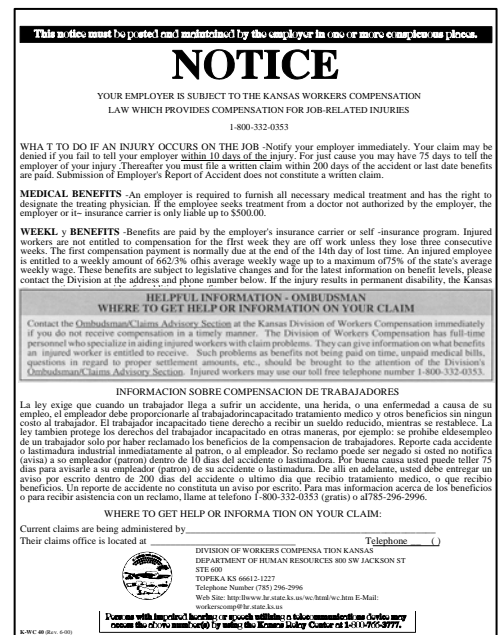 This notice must be posted and maintained by the employer in one or more conspicuous places.
NOTICE
YOUR EMPLOYER IS SUBJECT TO THE KANSAS WORKERS COMPENSATION
LAW WHICH PROVIDES COMPENSATION FOR JOB-RELATED INJURIES
1-800-332-0353
WHA T TO DO IF AN INJURY OCCURS ON THE JOB -Notify your employer immediately. Your claim may be
denied if you fail to tell your employer within 10 days of the injury. For just cause you may have 75 days to tell the
employer of your injury .Thereafter you must file a written claim within 200 days of the accident or last date benefits
are paid. Submission of Employer's Report of Accident does not constitute a written claim.
MEDICAL BENEFITS -An employer is required to furnish all necessary medical treatment and has the right to
designate the treating physician. If the employee seeks treatment from a doctor not authorized by the employer, the
employer or it~ insurance carrier is only liable up to $500.00.
WEEKL y BENEFITS -Benefits are paid by the employer's insurance carrier or self -insurance program. Injured
workers are not entitled to compensation for the fIrst week they are off work unless they lose three consecutive
weeks. The first compensation payment is normally due at the end of the 14th day of lost time. An injured employee
is entitled to a weekly amount of 662/3% ofhis average weekly wage up to a maximum of75% of the state's average
weekly wage. These benefits are subject to legislative changes and for the latest information on benefit levels, please
contact the Division at the address and phone number below. If the injury results in permanent disability, the Kansas
HELPFUL INFORMATION - OMBUDSMAN
WHERE TO GET HELP OR INFORMATION ON YOUR CLAIM
Contact the Ombudsman/Claims Advisory Section at the Kansas Division of Workers Compensation immediately
if you do not receive compensation in a timely manner. The Division of Workers Compensation has full-time
personnel who specialize in aiding injured workers with claim problems. They can give information on what benefits
an injured worker is entitled to receive. Such problems as benefits not being paid on time, unpaid medical bills,
questions in regard to proper settlement amounts, etc., should be brought to the attention of the Division's
Ombudsman/Claims Advisory Section. Injured workers may use our toll free telephone number 1-800-332-0353.
INFORMACION SOBRE COMPENSACION DE TRABAJADORES
La ley exige que cuando un trabajador llega a sufrir un accidente, una herida, o una enfermedad a causa de su
empleo, el empleador debe proporcionarle al trabajadorincapacitado tratamiento medico y otros beneficios sin ningun
costo al trabajador. El trabajador incapacitado tiene derecho a recibir un sueldo reducido, mientras se restablece. La
ley tambien protege los derechos del trabajador incapacitado en otras maneras, por ejemplo: se prohibe eldesempleo
de un trabajador solo por haber reclamado los beneficios de la compensacion de trabajadores. Reporte cada accidente
o lastimadura industrial inmediatamente al patron, o al empleador. Se reclamo puede ser negado si osted no notifica
(avisa) a so empleador (patron) dentro de 10 dias del accidente o lastimadora. Por buena causa usted puede teller 75
dias para avisarle a su empleador (patron) de su accidente o lastimadura. De alli en adelante, usted debe entregar un
aviso por escrito dentro de 200 dias del accidente o ultimo dia que recibio tratamiento medico, o que recibio
beneficios. Un reporte de accidente no constituta un aviso por escrito. Para mas informacion acerca de los beneficios
o para recibir asistencia con un reclamo, llame at telefono 1-800-332-0353 (gratis) o al785-296-2996.
WHERE TO GET HELP OR INFORMA TION ON YOUR CLAIM:
Current claims are being administered by
Their claims office is located at Telephone ( )
DIVISION OF WORKERS COMPENSA TION KANSAS
DEPARTMENT OF HUMAN RESOURCES 800 SW JACKSON ST
STE 600
TOPEKA KS 66612-1227
Telephone Number (785) 296-2996
Web Site: http://www.hr.state.ks.us/wc/html/wc.htm E-Mail:
workerscomp@hr.state.ks.us
Persons with impaired hearing or speech utilizing a telecommunications device may
access the above number(s) by using the Kansas Relay Center at 1-800-766-3777.
K-WC 40 (Rev. 6-00)